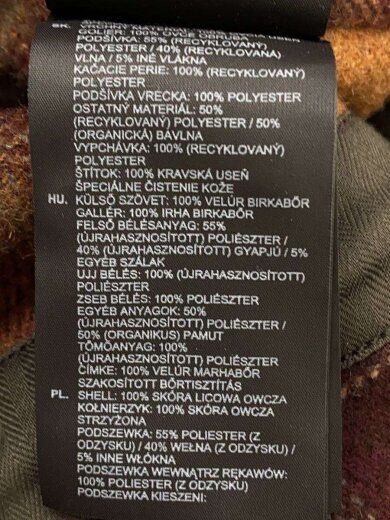 GOLIER: 100% OVČIE OBRUBA
PODŠÍVKA: 55% (RECYKLOVANÝ)
POLYESTER / 40% (RECYKLOVANÁ)
VLNA / 5% INÉ VLÁKNA
KAČACIE PERIE: 100% (RECYKLOVANÝ)
POLYESTER
PODŠÍVKA VRECKA: 100% POLYESTER
OSTATNÝ MATERIÁL: 50%
(RECYKLOVANÝ) POLYESTER / 50%
(ORGANICKÁ) BAVLNA
VYPCHÁVKA: 100% (RECYKLOVANÝ)
POLYESTER
ŠTÍTOK: 100% KRAVSKÁ USEŇ
ŠPECIÁLNE ČISTENIE KOŽE
HU. KÜLSŐ SZÖVET: 100% VELÚR BIRKABŐR
GALLÉR: 100% IRHA BIRKABŐR
FELSŐ BÉLÉSANYAG: 55%
(ÚJRAHASZNOSÍTOTT) POLIÉSZTER /
40% (ÚJRAHASZNOSÍTOTT) GYAPJÚ / 5%
EGYÉB SZÁLAK
UJJ BÉLÉS: 100% (ÚJRAHASZNOSÍTOTT)
POLIÉSZTER
ZSEB BÉLÉS: 100% POLIÉSZTER
EGYÉB ANYAGOK: 50%
(ÚJRAHASZNOSÍTOTT) POLIÉSZTER /
50% (ORGANIKUS) PAMUT
TÖMŐANYAG: 100%
(ÚJRAHASZNOSÍTOTT) POLIÉSZTER
CÍMKE: 100% VELÚR MARHABŐR
SZAKOSÍTOTT BŐRTISZTÍTÁS
PL. SHELL: 100% SKÓRA LICOWA OWCZA
KOŁNIERZYK: 100% SKÓRA OWCZA
STRZYŻONA
PODSZEWKA: 55% POLIESTER (Z
ODZYSKU) / 40% WEŁNA (Z ODZYSKU) /
5% INNE WŁÓKNA
PODSZEWKA WEWNĄTRZ RĘKAWÓW:
100% POLIESTER (Z ODZYSKU)
PODSZEWKA KIESZENI: